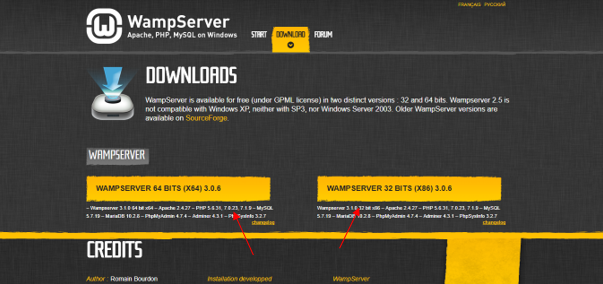 FRANÇAIS РУССКИЙ
WampServer
Apache, PHP, MySQL on Windows
START DOWNLOAD FORUM
DOWNLOADS
WampServer is available for free (under GPML license) in two distinct versions : 32 and 64 bits. Wampserver 2.5 is
not compatible with Windows XP, neither with SP3, nor Windows Server 2003. Older WampServer versions are
available on SourceForge.
WAMPSERVER
WAMPSERVER 64 BITS (X64) 3.0.6
WAMPSERVER 32 BITS (X86) 3.0.6
– Wampserver 3.1.0 64 bit x64 – Apache 2.4.27 – PHP 5.6.31, 7.0.23, 7.1.9 – MySQL
5.7.19 – MariaDB 10.2.8 – PhpMyAdmin 4.7.4 – Adminer 4.3.1 – PhpSysInfo 3.2.7
changelog
Wampserver 3.1.0 32 bit x86 – Apache 2.4.27 – PHP 5.6.31, 7.0.23, 7.1.9 – MySQL
5.7.19 – MariaDB 10.2.8 – PhpMyAdmin 4.7.4 – Adminer 4.3.1 – PhpSysInfo 3.2.7
changelog
CREDITS
Author : Romain Bourdon
Installation developped
WampServer